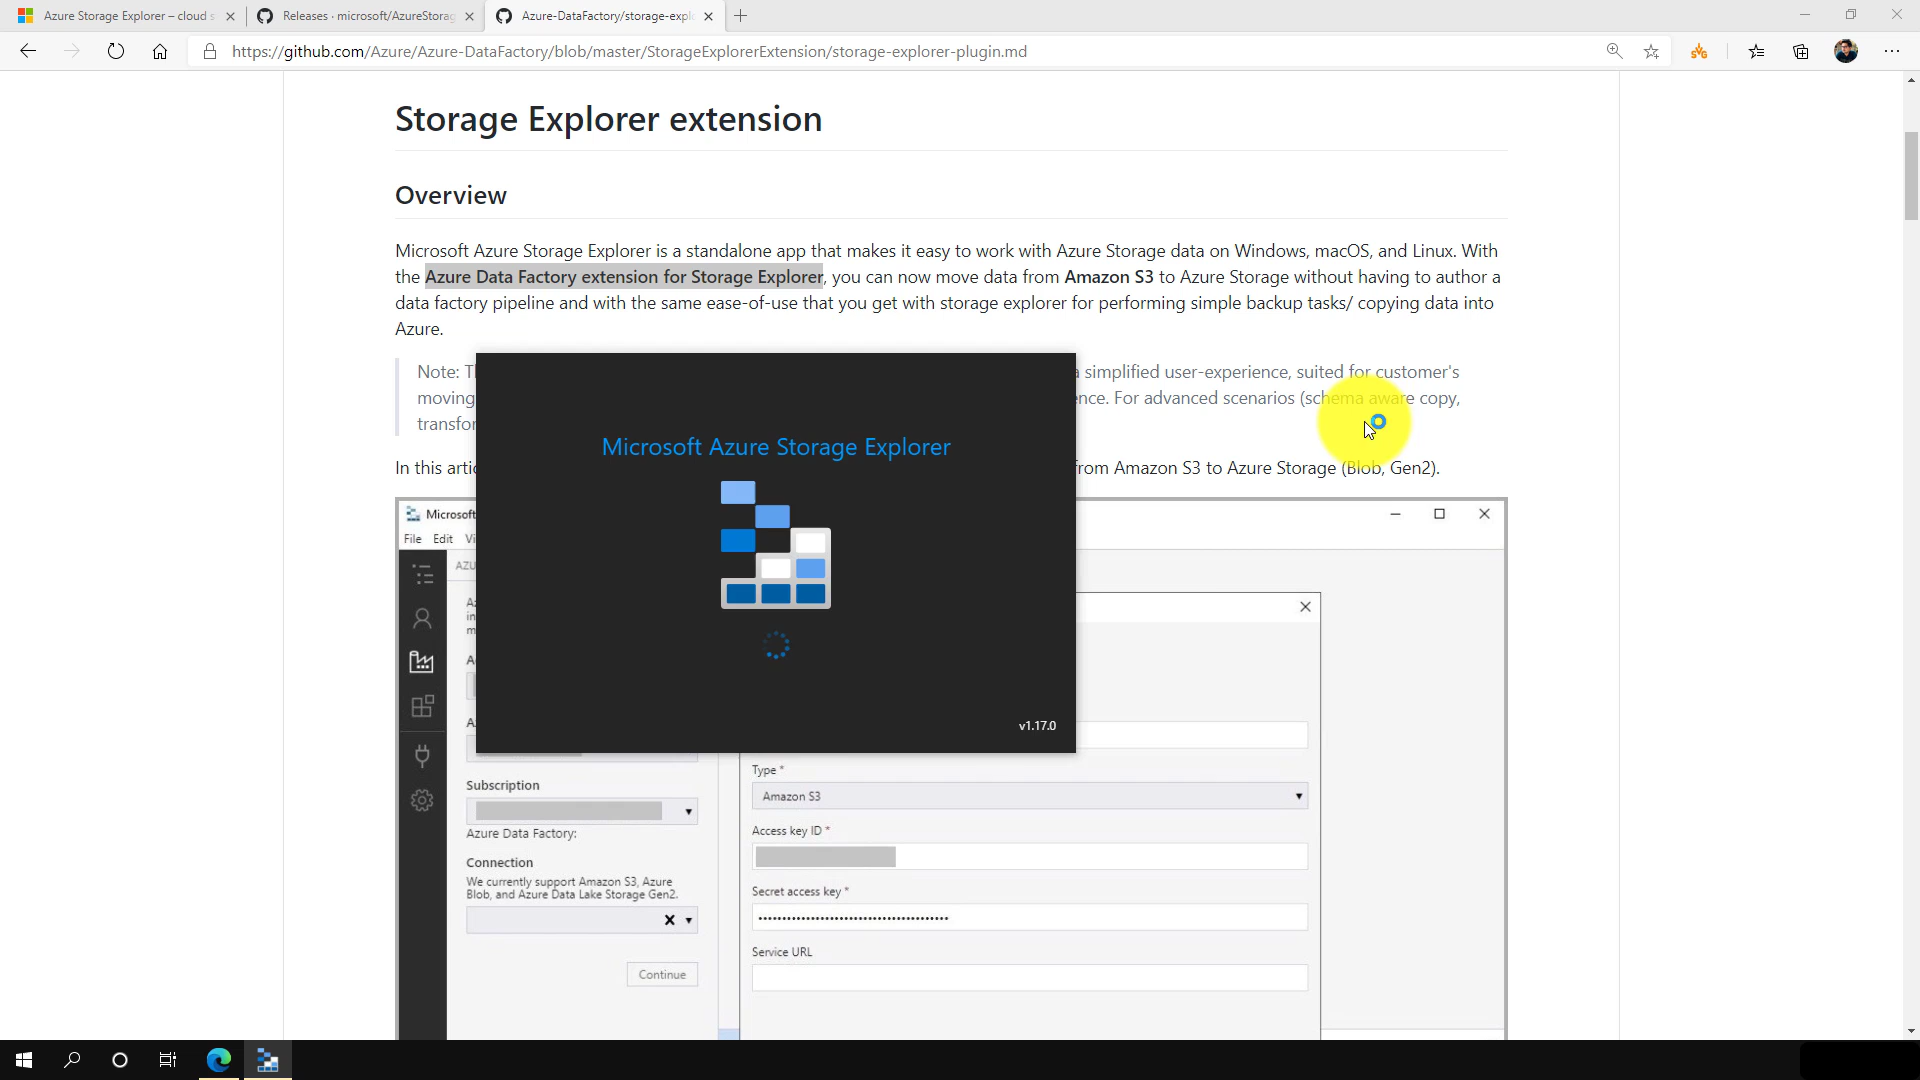 Azure Storage Explorer – cloud s
Releases · microsoft/AzureStorag
Azure-DataFactory/storage-expl
https://github.com/Azure/Azure-DataFactory/blob/master/StorageExplorerExtension/storage-explorer-plugin.md
Storage Explorer extension
Overview
Microsoft Azure Storage Explorer is a standalone app that makes it easy to work with Azure Storage data on Windows, macOS, and Linux. With
the Azure Data Factory extension for Storage Explorer, you can now move data from Amazon S3 to Azure Storage without having to author a
data factory pipeline and with the same ease-of-use that you get with storage explorer for performing simple backup tasks/ copying data into
Azure.
Note: simplified user-experience, suited for customer's
moving ence. For advanced scenarios (schema aware copy,
transfor
In this artic from Amazon S3 to Azure Storage (Blob, Gen2).
Microsoft Azure Storage Explorer
v1.17.0
Microsoft
File Edit Vi
AZU
Subscription
Azure Data Factory:
Connection
We currently support Amazon S3, Azure
Blob, and Azure Data Lake Storage Gen2.
Continue
Type *
Amazon S3
Access key ID *
Secret access key *
Service URL